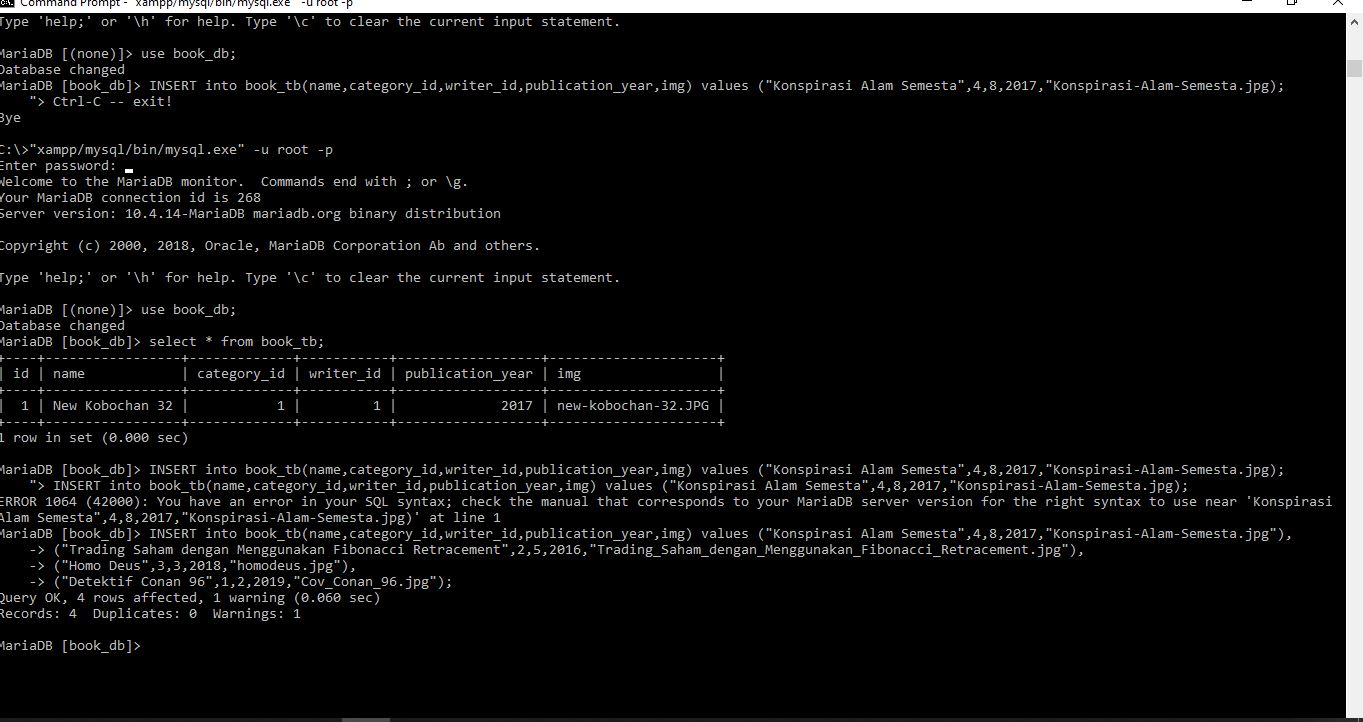 Command Prompt - "xampp/mysql/bin/mysql.exe" -u root -p
Type 'help;' or '\h' for help. Type '\c' to clear the current input statement.
MariaDB [(none)]> use book_db;
Database changed
MariaDB [book_db]> INSERT into book_tb(name,category_id,writer_id,publication_year,img) values ("Konspirasi Alam Semesta",4,8,2017,"Konspirasi-Alam-Semesta.jpg);
    "> Ctrl-C -- exit!
Bye
C:\>"xampp/mysql/bin/mysql.exe" -u root -p
Enter password:
Welcome to the MariaDB monitor.  Commands end with ; or \g.
Your MariaDB connection id is 268
Server version: 10.4.14-MariaDB mariadb.org binary distribution
Copyright (c) 2000, 2018, Oracle, MariaDB Corporation Ab and others.
Type 'help;' or '\h' for help. Type '\c' to clear the current input statement.
MariaDB [(none)]> use book_db;
Database changed
MariaDB [book_db]> select * from book_tb;
+----+-----------------+-------------+-----------+------------------+---------------------+
| id | name            | category_id | writer_id | publication_year | img                 |
+----+-----------------+-------------+-----------+------------------+---------------------+
|  1 | New Kobochan 32 |           1 |         1 |             2017 | new-kobochan-32.JPG |
+----+-----------------+-------------+-----------+------------------+---------------------+
1 row in set (0.000 sec)
MariaDB [book_db]> INSERT into book_tb(name,category_id,writer_id,publication_year,img) values ("Konspirasi Alam Semesta",4,8,2017,"Konspirasi-Alam-Semesta.jpg);
    "> INSERT into book_tb(name,category_id,writer_id,publication_year,img) values ("Konspirasi Alam Semesta",4,8,2017,"Konspirasi-Alam-Semesta.jpg);
ERROR 1064 (42000): You have an error in your SQL syntax; check the manual that corresponds to your MariaDB server version for the right syntax to use near 'Konspirasi
Alam Semesta",4,8,2017,"Konspirasi-Alam-Semesta.jpg)' at line 1
MariaDB [book_db]> INSERT into book_tb(name,category_id,writer_id,publication_year,img) values ("Konspirasi Alam Semesta",4,8,2017,"Konspirasi-Alam-Semesta.jpg"),
    -> ("Trading Saham dengan Menggunakan Fibonacci Retracement",2,5,2016,"Trading_Saham_dengan_Menggunakan_Fibonacci_Retracement.jpg"),
    -> ("Homo Deus",3,3,2018,"homodeus.jpg"),
    -> ("Detektif Conan 96",1,2,2019,"Cov_Conan_96.jpg");
Query OK, 4 rows affected, 1 warning (0.060 sec)
Records: 4  Duplicates: 0  Warnings: 1
MariaDB [book_db]>